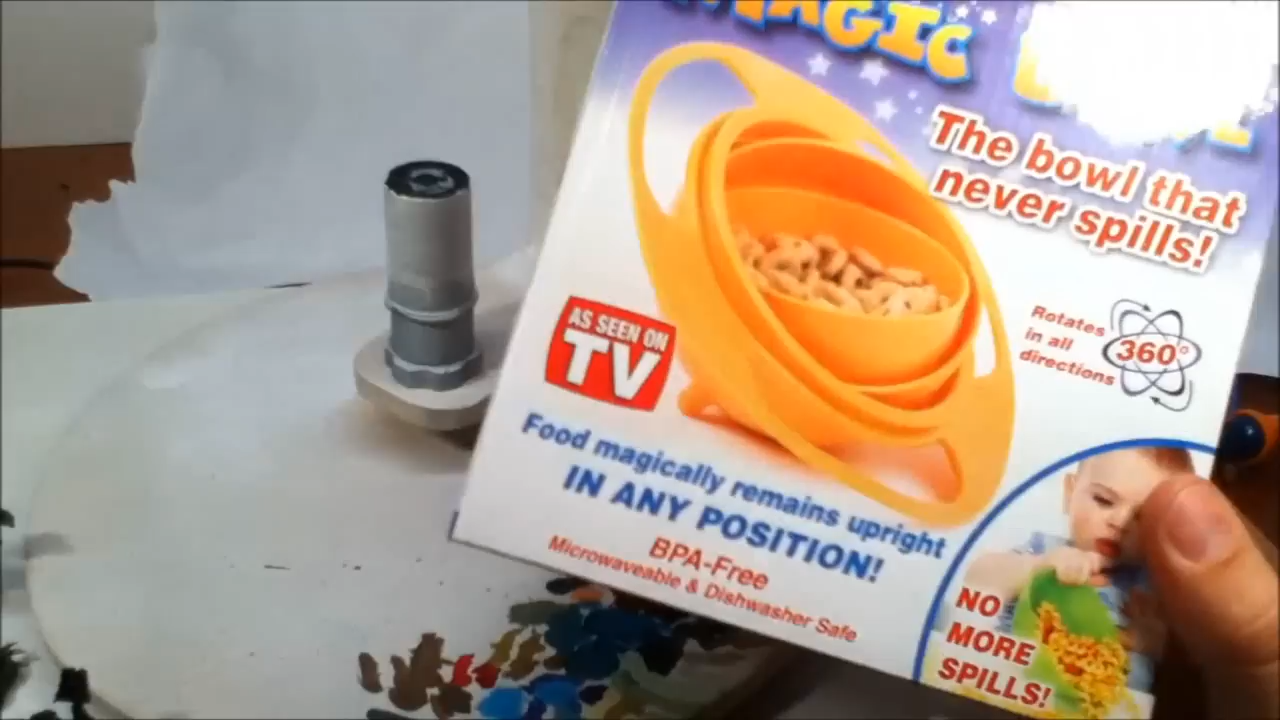 MAGIC
The bowl that
never spills!
Rotates
in all
directions
360°
AS SEEN ON
TV
Food magically remains upright
IN ANY POSITION!
BPA-Free
Microwaveable & Dishwasher Safe
NO
MORE
SPILLS!